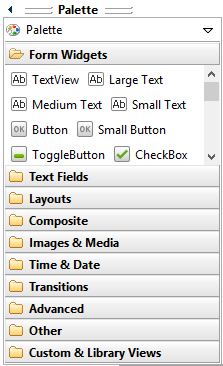 Palette
Palette
Form Widgets
Ab TextView Ab Large Text
Ab Medium Text Ab Small Text
OK Button OK Small Button
ToggleButton CheckBox
Text Fields
Layouts
Composite
Images & Media
Time & Date
Transitions
Advanced
Other
Custom & Library Views